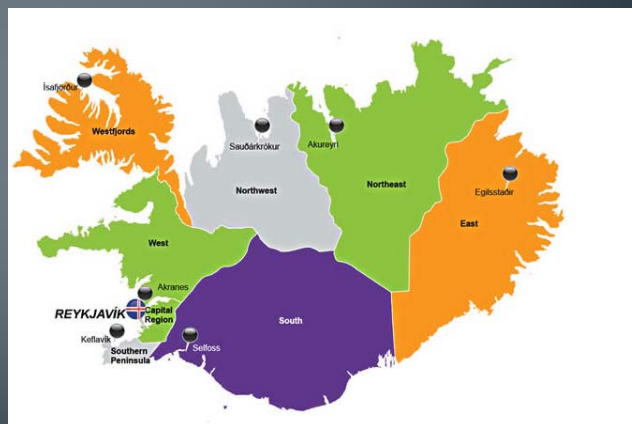 Ísafjörður
Westfjords
Sauðárkrókur
Akureyri
Northwest
Northeast
Egilsstaðir
East
West
Akranes
REYKJAVÍK
Capital
Region
South
Keflavík
Selfoss
Southern
Peninsula